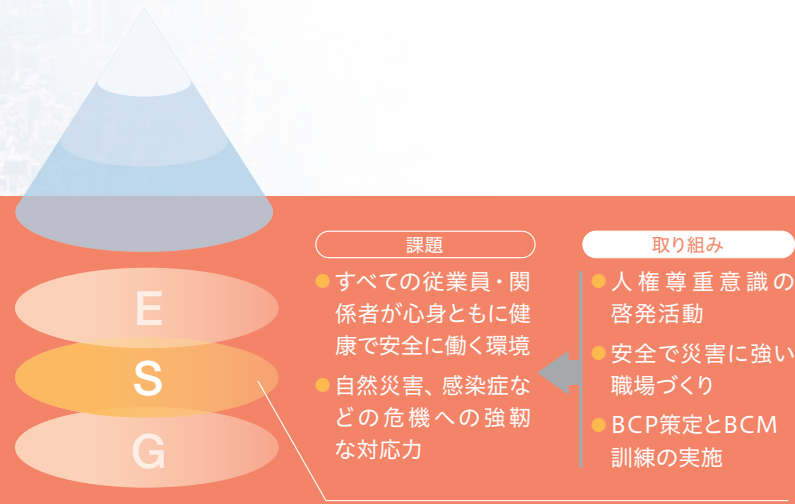 E
S
G
課題
●すべての従業員・関
係者が心身ともに健
康で安全に働く環境
●自然災害、感染症な
どの危機への強靭
な対応力
取り組み
●人権尊重意識の
啓発活動
●安全で災害に強い
職場づくり
●BCP策定とBCM
訓練の実施